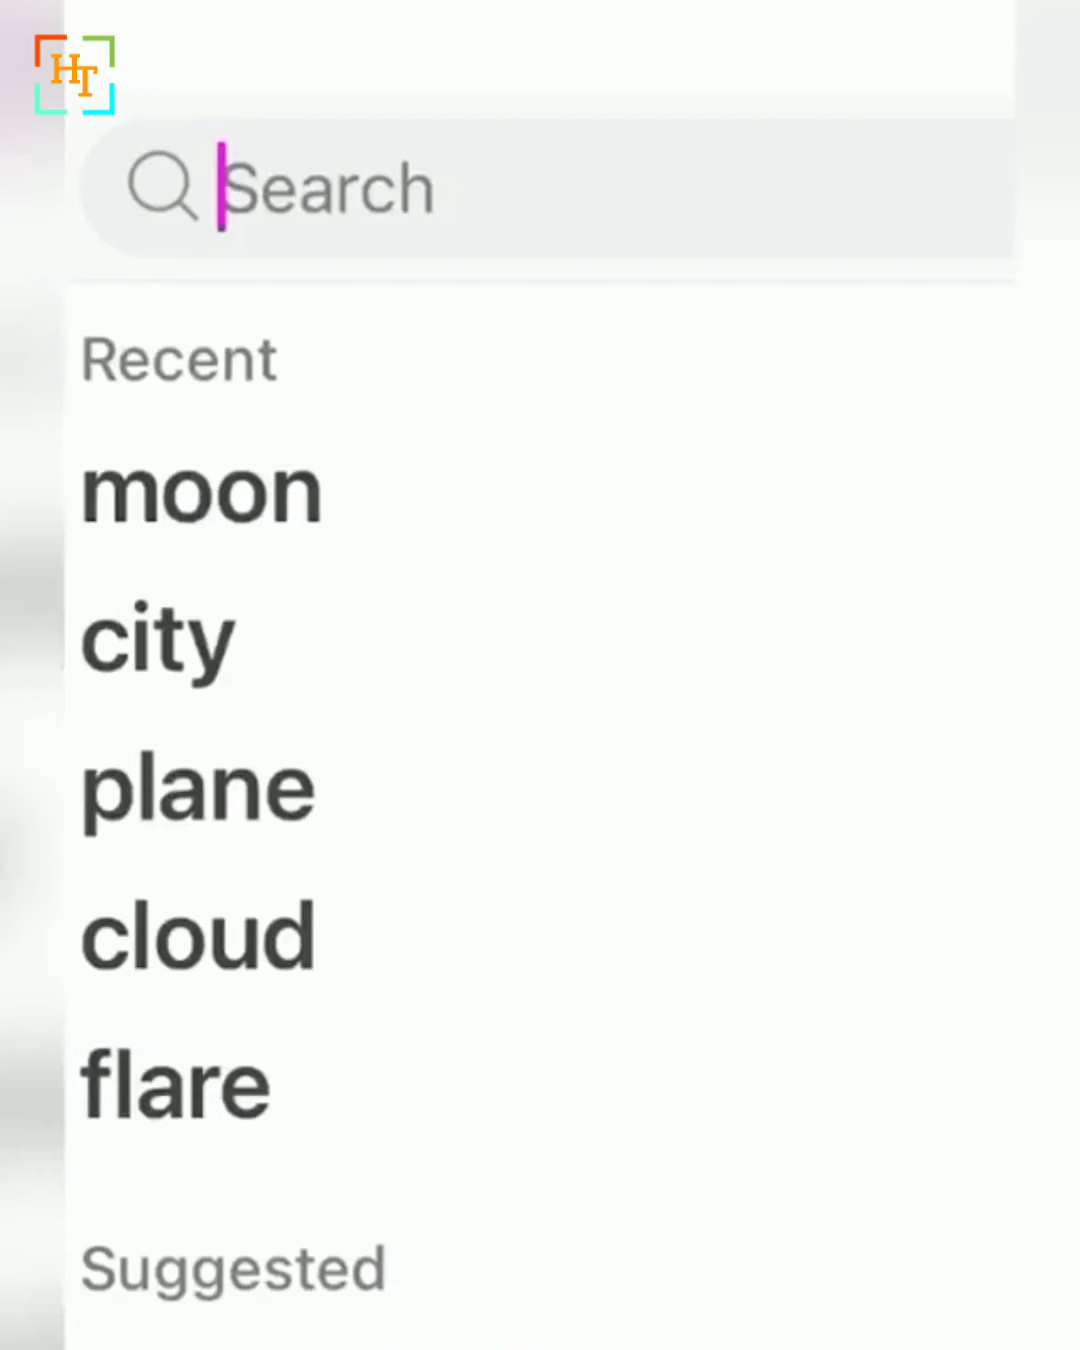 HT
Search
Recent
moon
city
plane
cloud
flare
Suggested